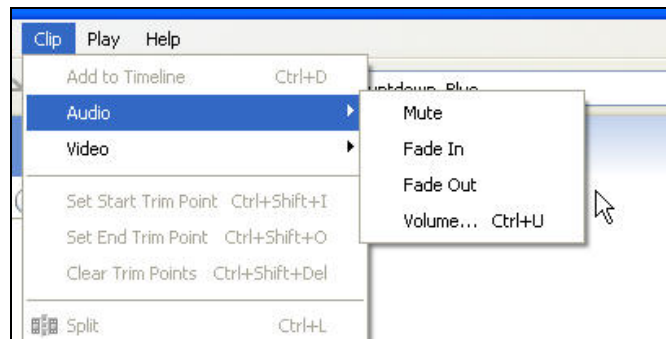 Clip Play Help
Add to Timeline Ctrl+D
Audio
Video
Set Start Trim Point Ctrl+Shift+I
Set End Trim Point Ctrl+Shift+O
Clear Trim Points Ctrl+Shift+Del
Split Ctrl+L
Mute
Fade In
Fade Out
Volume... Ctrl+U